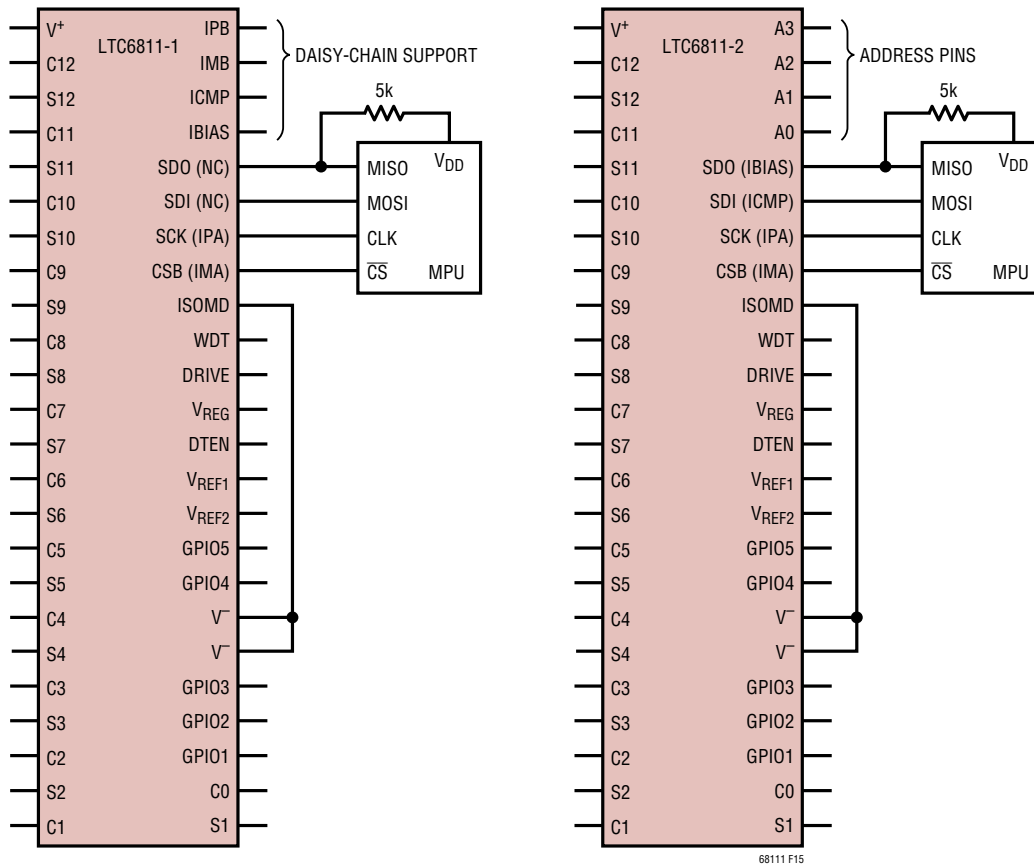 LTC6811-1
V+
C12
S12
C11
S11
C10
S10
C9
S9
C8
S8
C7
S7
C6
S6
C5
S5
C4
S4
C3
S3
C2
S2
C1
IPB
IMB
ICMP
IBIAS
SDO (NC)
SDI (NC)
SCK (IPA)
CSB (IMA)
ISOMD
WDT
DRIVE
VREG
DTEN
VREF1
VREF2
GPIO5
GPIO4
V–
V–
GPIO3
GPIO2
GPIO1
C0
S1
DAISY-CHAIN SUPPORT
5k
VDD
MISO
MOSI
CLK
CS
MPU
LTC6811-2
V+
C12
S12
C11
S11
C10
S10
C9
S9
C8
S8
C7
S7
C6
S6
C5
S5
C4
S4
C3
S3
C2
S2
C1
A3
A2
A1
A0
SDO (IBIAS)
SDI (ICMP)
SCK (IPA)
CSB (IMA)
ISOMD
WDT
DRIVE
VREG
DTEN
VREF1
VREF2
GPIO5
GPIO4
V–
V–
GPIO3
GPIO2
GPIO1
C0
S1
ADDRESS PINS
5k
VDD
MISO
MOSI
CLK
CS
MPU
68111 F15